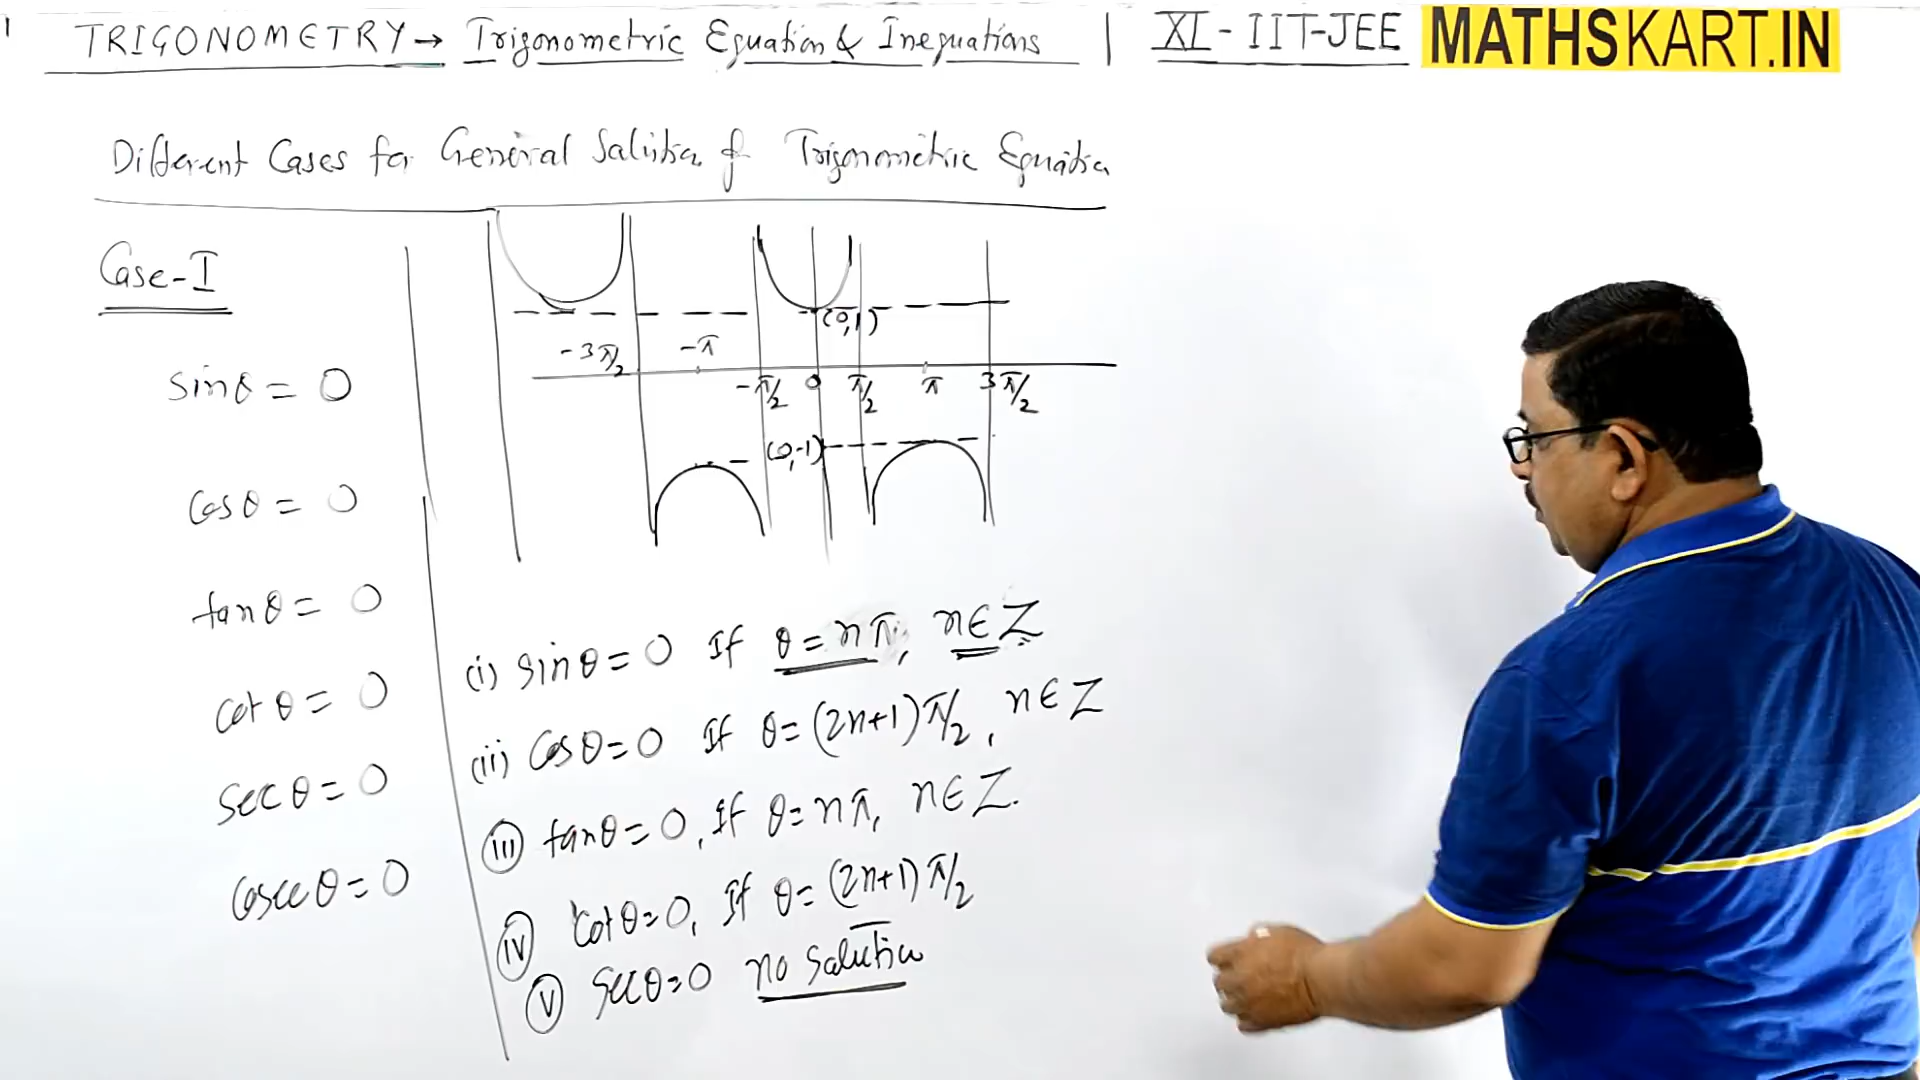 TRIGONOMETRY → Trigonometric Equation & Inequations | XI - IIT-JEE MATHSKART.IN
Different Cases for General Solution of Trigonometric Equation
Case-I
sinθ = 0
cosθ = 0
tanθ = 0
cotθ = 0
secθ = 0
cosecθ = 0
(0,1)
-3π/2 -π
-π/2 0 π/2 π 3π/2
(0,-1)
(i) sinθ = 0 If θ = nπ, n∈Z
(ii) cosθ = 0 If θ = (2n+1)π/2, n∈Z
(iii) tanθ = 0, If θ = nπ, n∈Z.
(iv) cotθ = 0, If θ = (2n+1)π/2
(v) secθ = 0 no solution